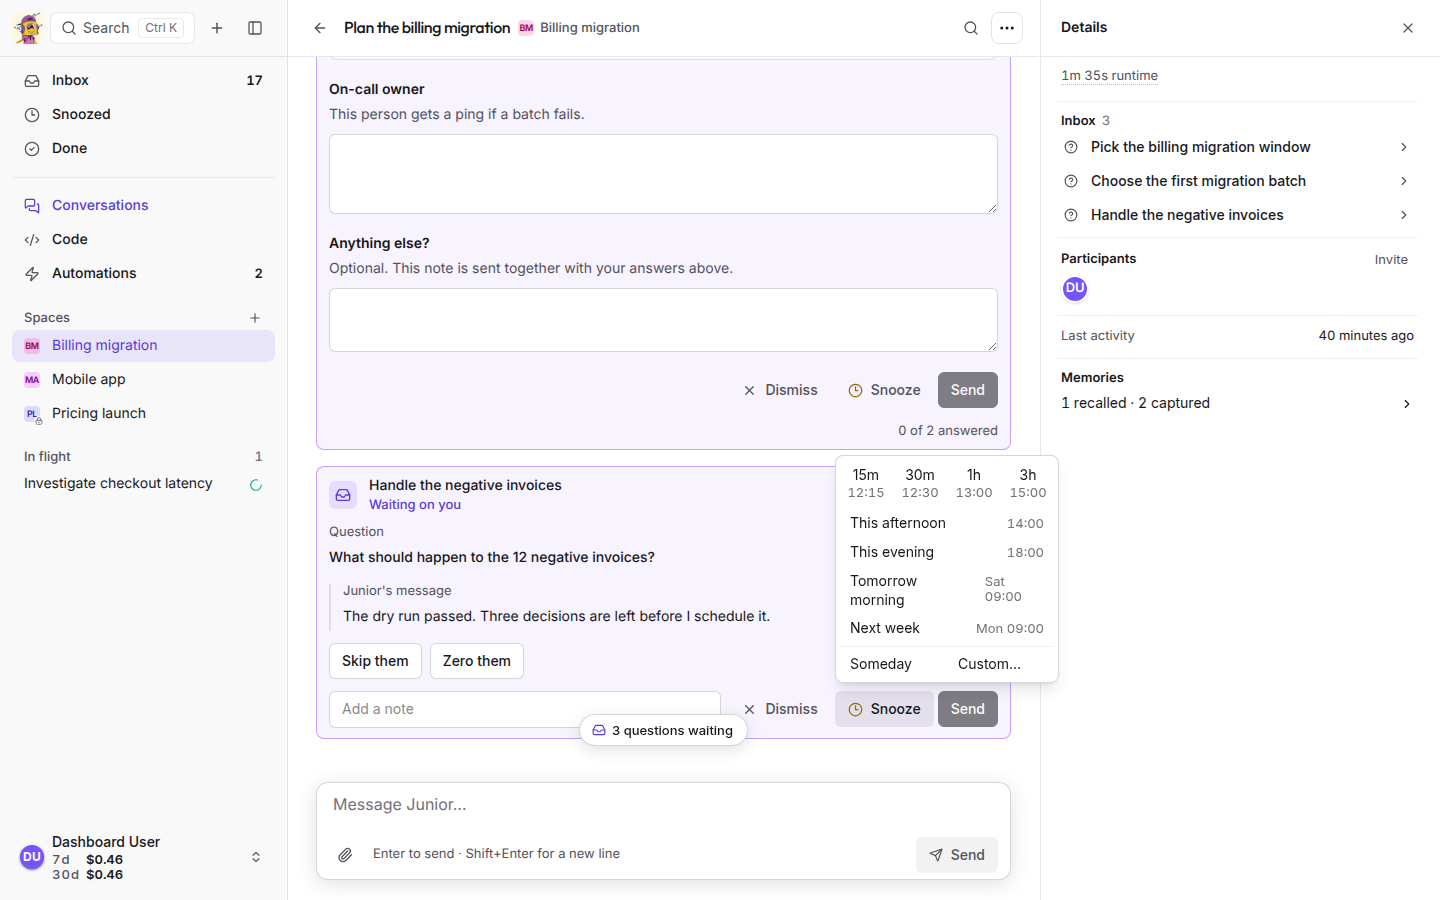 Search Ctrl K
Inbox 17
Snoozed
Done
Conversations
Code
Automations 2
Spaces
BM Billing migration
MA Mobile app
PL Pricing launch
In flight 1
Investigate checkout latency
DU Dashboard User
7d $0.46
30d $0.46
Plan the billing migration BM Billing migration
On-call owner
This person gets a ping if a batch fails.
Anything else?
Optional. This note is sent together with your answers above.
Dismiss Snooze Send
0 of 2 answered
Handle the negative invoices
Waiting on you
Question
What should happen to the 12 negative invoices?
Junior's message
The dry run passed. Three decisions are left before I schedule it.
Skip them Zero them
Add a note Dismiss Snooze Send
3 questions waiting
15m 30m 1h 3h
12:15 12:30 13:00 15:00
This afternoon 14:00
This evening 18:00
Tomorrow morning Sat 09:00
Next week Mon 09:00
Someday Custom...
Message Junior...
Enter to send · Shift+Enter for a new line Send
Details
1m 35s runtime
Inbox 3
Pick the billing migration window
Choose the first migration batch
Handle the negative invoices
Participants Invite
DU
Last activity 40 minutes ago
Memories
1 recalled · 2 captured